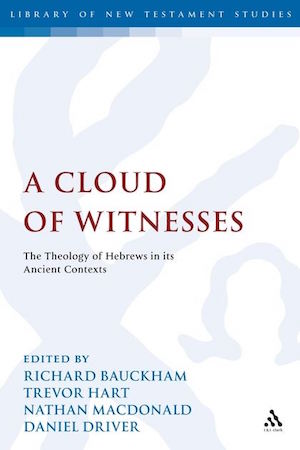 LIBRARY OF NEW TESTAMENT STUDIES
A CLOUD
OF WITNESSES
The Theology of Hebrews in its
Ancient Contexts
EDITED BY
RICHARD BAUCKHAM
TREVOR HART
NATHAN MACDONALD
DANIEL DRIVER
t&t clark